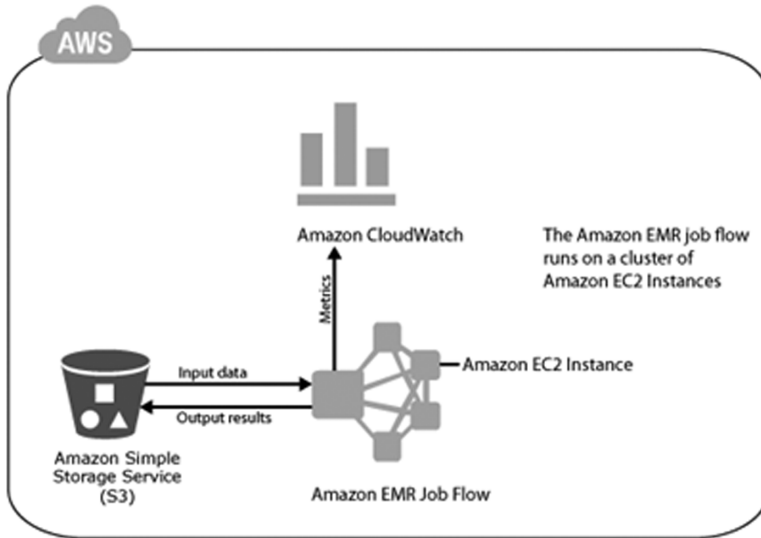 AWS
Amazon CloudWatch
The Amazon EMR job flow
runs on a cluster of
Amazon EC2 Instances
Metrics
Amazon EC2 Instance
Input data
Output results
Amazon Simple
Storage Service
(S3)
Amazon EMR Job Flow